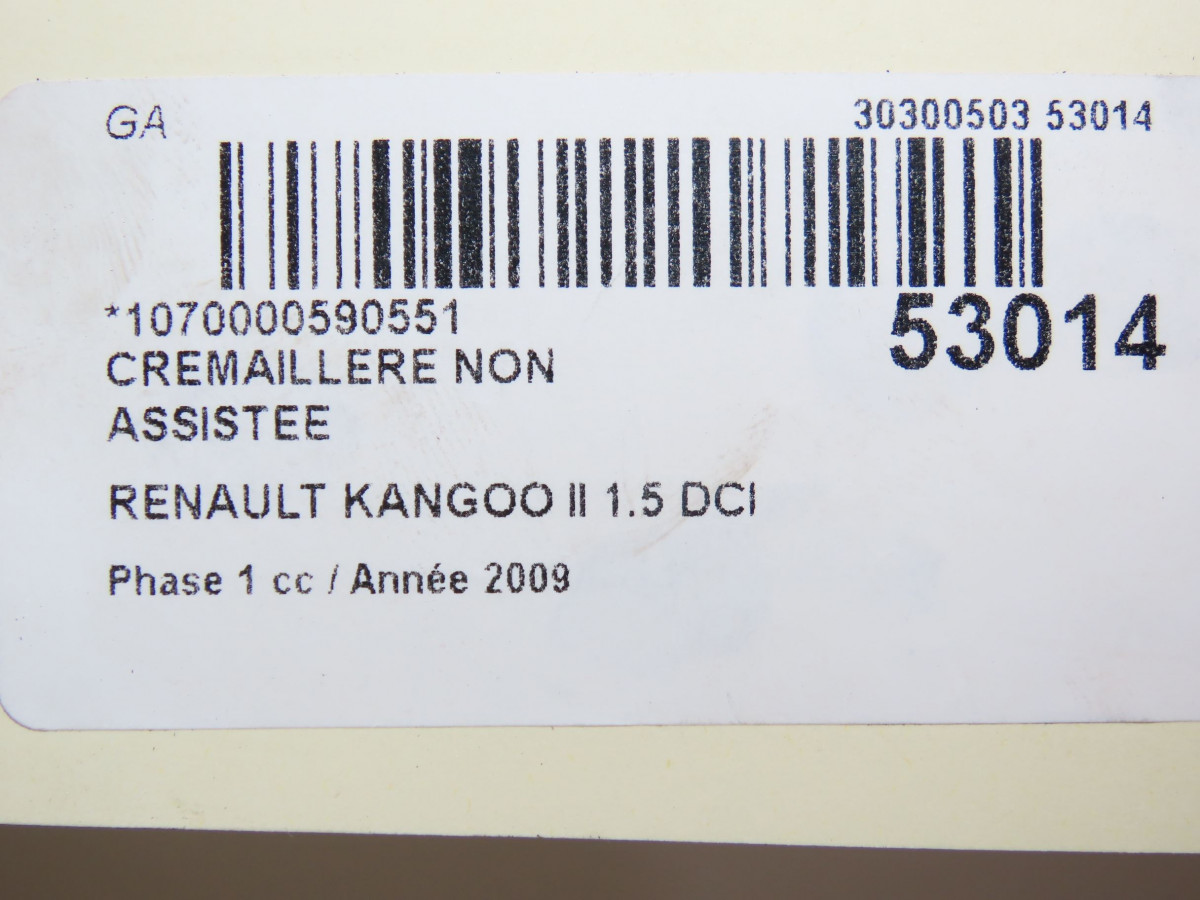 GA
30300503 53014
*1070000590551
53014
CREMAILLERE NON
ASSISTEE
RENAULT KANGOO II 1.5 DCI
Phase 1 cc / Année 2009